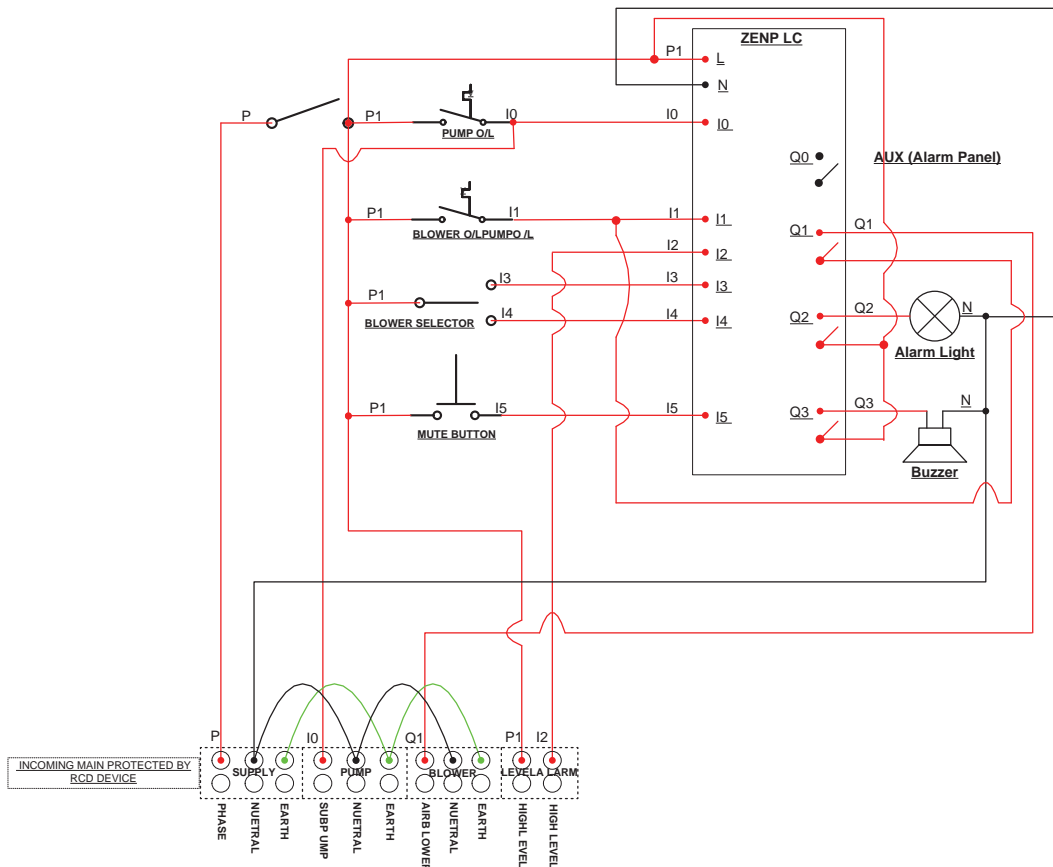 ZENP LC
P1
L
N
P
P1
I0
I0
I0
PUMP O/L
Q0
AUX (Alarm Panel)
P1
I1
I1
I1
BLOWER O/LPUMPO /L
Q1
Q1
I2
I2
I3
I3
I3
P1
I4
I4
I4
BLOWER SELECTOR
Q2
Q2
N
Alarm Light
P1
I5
I5
I5
MUTE BUTTON
Q3
Q3
N
Buzzer
P
I0
Q1
P1
I2
INCOMING MAIN PROTECTED BY
RCD DEVICE
SUPPLY
PUMP
BLOWER
LEVELA LARM
PHASE
NUETRAL
EARTH
SUBP UMP
NUETRAL
EARTH
AIRB LOWER
NUETRAL
EARTH
HIGHL EVEL
HIGH LEVEL